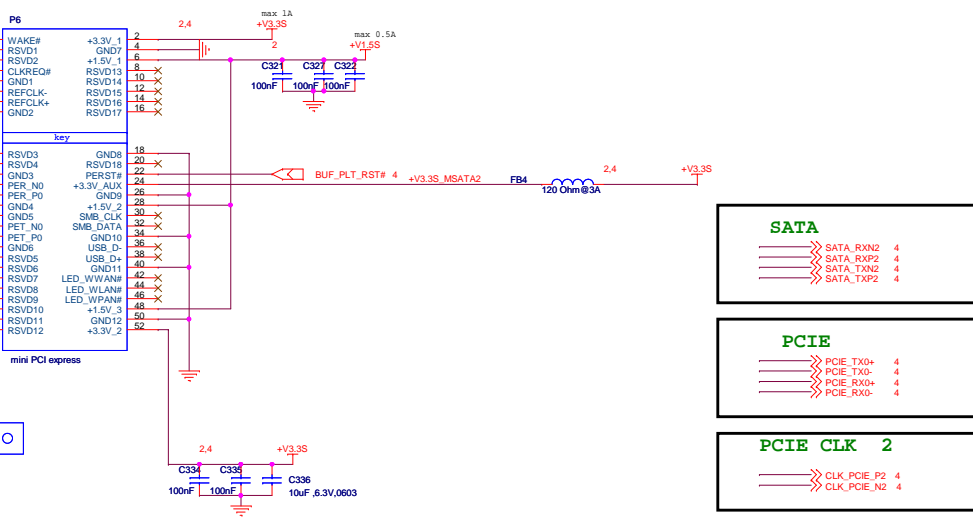 P6
2,4
max 1A
+V3.3S
2
max 0.5A
+V1.5S
WAKE# +3.3V_1 2
RSVD1 GND7 4
RSVD2 +1.5V_1 6
CLKREQ# RSVD13 8
GND1 RSVD14 10
REFCLK- RSVD15 12
REFCLK+ RSVD16 14
GND2 RSVD17 16
C321 C327 C322
100nF 100nF 100nF
key
RSVD3 GND8 18
RSVD4 RSVD18 20
GND3 PERST# 22
PER_N0 +3.3V_AUX 24
PER_P0 GND9 26
GND4 +1.5V_2 28
GND5 SMB_CLK 30
PET_N0 SMB_DATA 32
PET_P0 GND10 34
GND6 USB_D- 36
RSVD5 USB_D+ 38
RSVD6 GND11 40
RSVD7 LED_WWAN# 42
RSVD8 LED_WLAN# 44
RSVD9 LED_WPAN# 46
RSVD10 +1.5V_3 48
RSVD11 GND12 50
RSVD12 +3.3V_2 52
mini PCI express
BUF_PLT_RST# 4
+V3.3S_MSATA2
FB4
120 Ohm@3A
2,4
+V3.3S
SATA
SATA_RXN2 4
SATA_RXP2 4
SATA_TXN2 4
SATA_TXP2 4
PCIE
PCIE_TX0+ 4
PCIE_TX0- 4
PCIE_RX0+ 4
PCIE_RX0- 4
PCIE CLK 2
CLK_PCIE_P2 4
CLK_PCIE_N2 4
2,4
+V3.3S
C334 C335 C336
100nF 100nF 10uF ,6.3V,0603